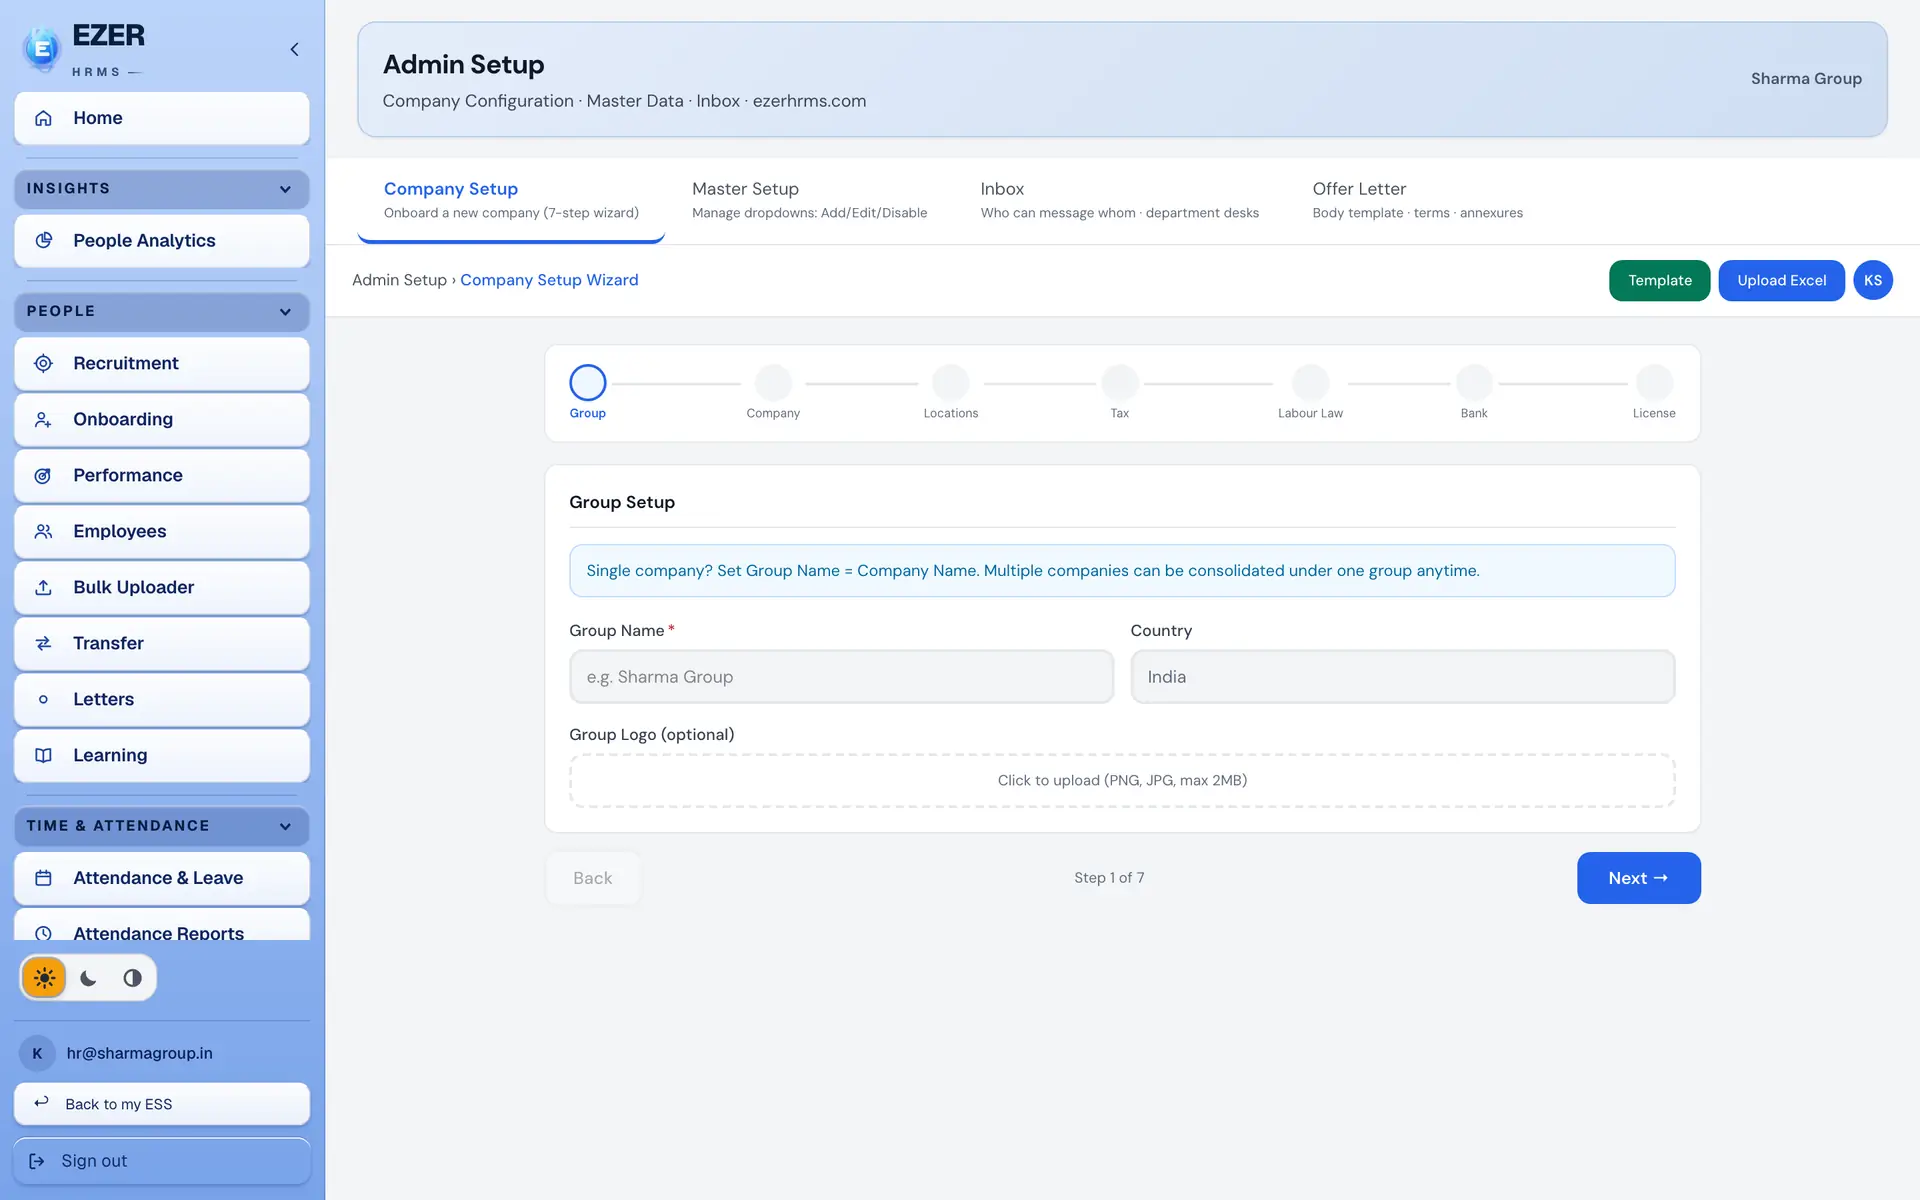 E
EZER
HRMS
Home
INSIGHTS
People Analytics
PEOPLE
Recruitment
Onboarding
Performance
Employees
Bulk Uploader
Transfer
Letters
Learning
TIME & ATTENDANCE
Attendance & Leave
Attendance Reports
K
hr@sharmagroup.in
Back to my ESS
Sign out
Admin Setup
Company Configuration · Master Data · Inbox · ezerhrms.com
Sharma Group
Company Setup
Onboard a new company (7-step wizard)
Master Setup
Manage dropdowns: Add/Edit/Disable
Inbox
Who can message whom · department desks
Offer Letter
Body template · terms · annexures
Admin Setup › Company Setup Wizard
Template
Upload Excel
KS
Group
Company
Locations
Tax
Labour Law
Bank
License
Group Setup
Single company? Set Group Name = Company Name. Multiple companies can be consolidated under one group anytime.
Group Name *
Country
e.g. Sharma Group
India
Group Logo (optional)
Click to upload (PNG, JPG, max 2MB)
Back
Step 1 of 7
Next →